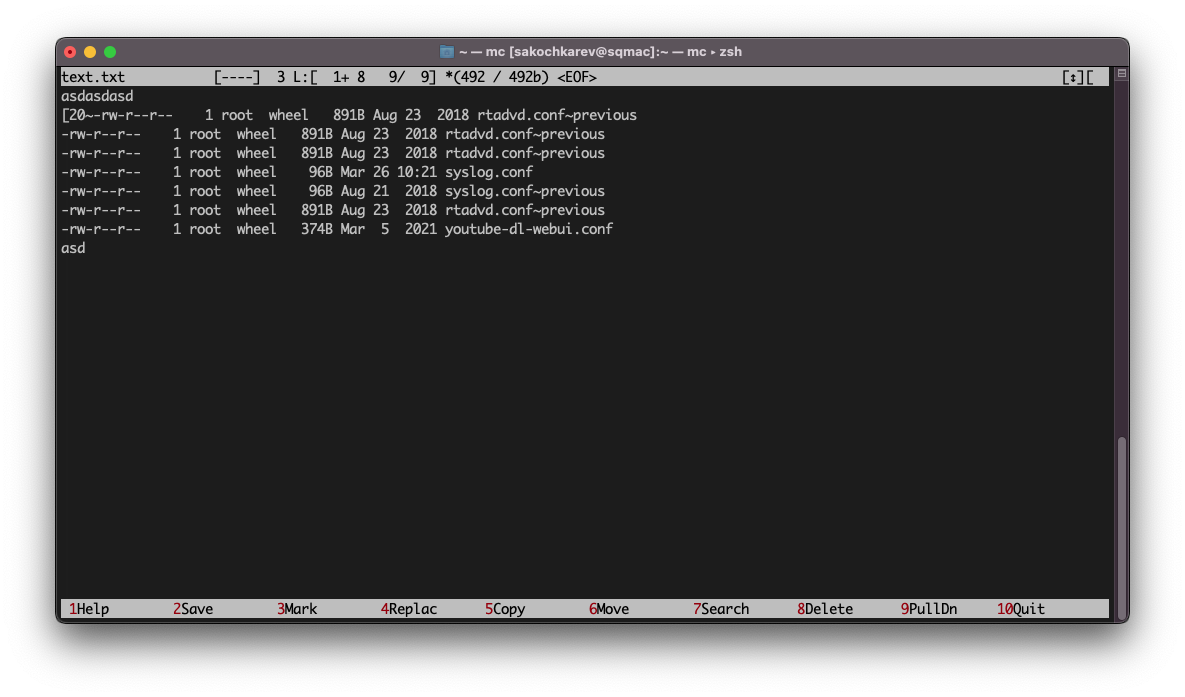 ~ — mc [sakochkarev@sqmac]:~ — mc ▸ zsh
text.txt           [----]  3 L:[  1+ 8   9/  9] *(492 / 492b) <EOF>                                                          [↕][
asdasdasd
[20~-rw-r--r--    1 root  wheel   891B Aug 23  2018 rtadvd.conf~previous
-rw-r--r--    1 root  wheel   891B Aug 23  2018 rtadvd.conf~previous
-rw-r--r--    1 root  wheel   891B Aug 23  2018 rtadvd.conf~previous
-rw-r--r--    1 root  wheel    96B Mar 26 10:21 syslog.conf
-rw-r--r--    1 root  wheel    96B Aug 21  2018 syslog.conf~previous
-rw-r--r--    1 root  wheel   891B Aug 23  2018 rtadvd.conf~previous
-rw-r--r--    1 root  wheel   374B Mar  5  2021 youtube-dl-webui.conf
asd
1Help        2Save        3Mark        4Replac      5Copy        6Move        7Search      8Delete      9PullDn     10Quit